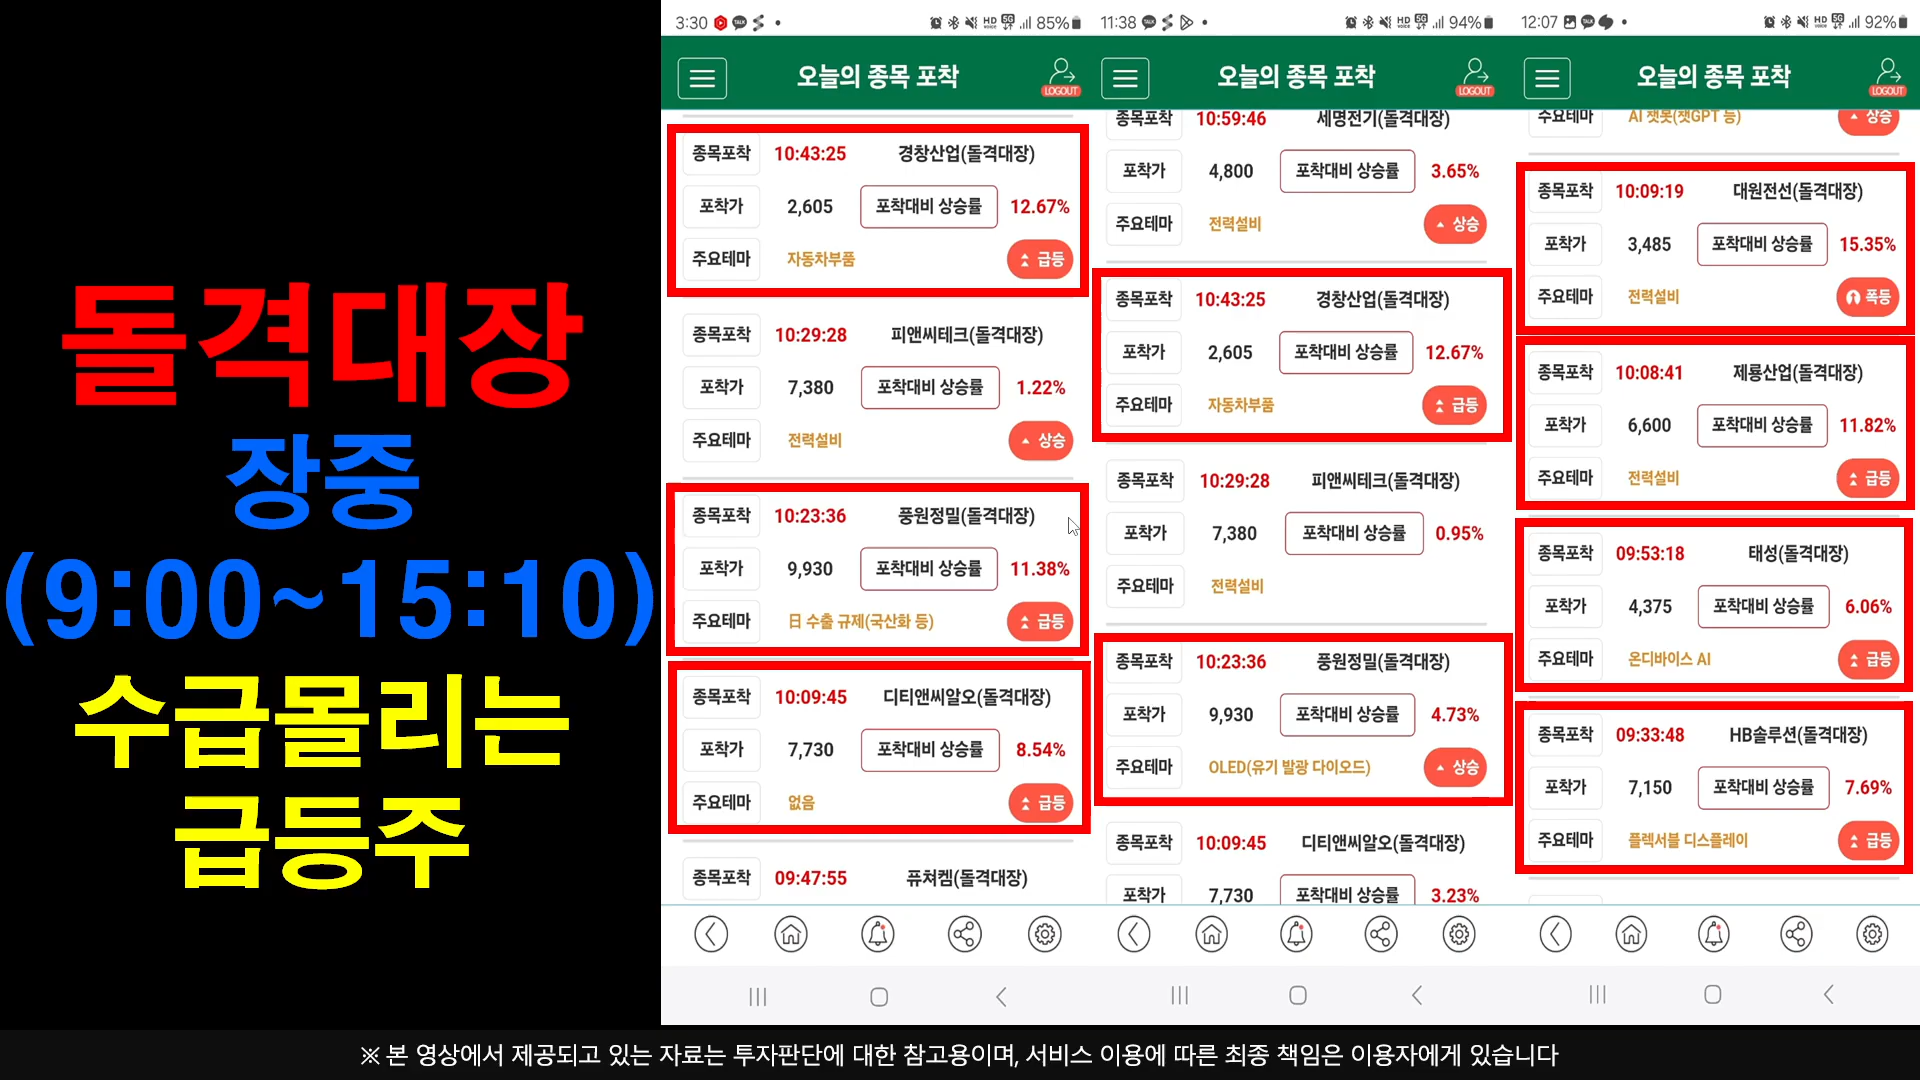 돌격대장
장중
(9:00~15:10)
수급몰리는
급등주
3:30 85%
오늘의 종목 포착
LOGOUT
종목포착 10:43:25 경창산업(돌격대장)
포착가 2,605 포착대비 상승률 12.67%
주요테마 자동차부품 급등
종목포착 10:29:28 피앤씨테크(돌격대장)
포착가 7,380 포착대비 상승률 1.22%
주요테마 전력설비 상승
종목포착 10:23:36 풍원정밀(돌격대장)
포착가 9,930 포착대비 상승률 11.38%
주요테마 日 수출 규제(국산화 등) 급등
종목포착 10:09:45 디티앤씨알오(돌격대장)
포착가 7,730 포착대비 상승률 8.54%
주요테마 없음 급등
종목포착 09:47:55 퓨쳐켐(돌격대장)
11:38 94%
오늘의 종목 포착
LOGOUT
종목포착 10:59:46 세명전기(돌격대장)
포착가 4,800 포착대비 상승률 3.65%
주요테마 전력설비 상승
종목포착 10:43:25 경창산업(돌격대장)
포착가 2,605 포착대비 상승률 12.67%
주요테마 자동차부품 급등
종목포착 10:29:28 피앤씨테크(돌격대장)
포착가 7,380 포착대비 상승률 0.95%
주요테마 전력설비
종목포착 10:23:36 풍원정밀(돌격대장)
포착가 9,930 포착대비 상승률 4.73%
주요테마 OLED(유기 발광 다이오드) 상승
종목포착 10:09:45 디티앤씨알오(돌격대장)
포착가 7,730 포착대비 상승률 3.23%
12:07 92%
오늘의 종목 포착
LOGOUT
주요테마 AI 챗봇(챗GPT 등) 상승
종목포착 10:09:19 대원전선(돌격대장)
포착가 3,485 포착대비 상승률 15.35%
주요테마 전력설비 폭등
종목포착 10:08:41 제룡산업(돌격대장)
포착가 6,600 포착대비 상승률 11.82%
주요테마 전력설비 급등
종목포착 09:53:18 태성(돌격대장)
포착가 4,375 포착대비 상승률 6.06%
주요테마 온디바이스 AI 급등
종목포착 09:33:48 HB솔루션(돌격대장)
포착가 7,150 포착대비 상승률 7.69%
주요테마 플렉서블 디스플레이 급등
※ 본 영상에서 제공되고 있는 자료는 투자판단에 대한 참고용이며, 서비스 이용에 따른 최종 책임은 이용자에게 있습니다